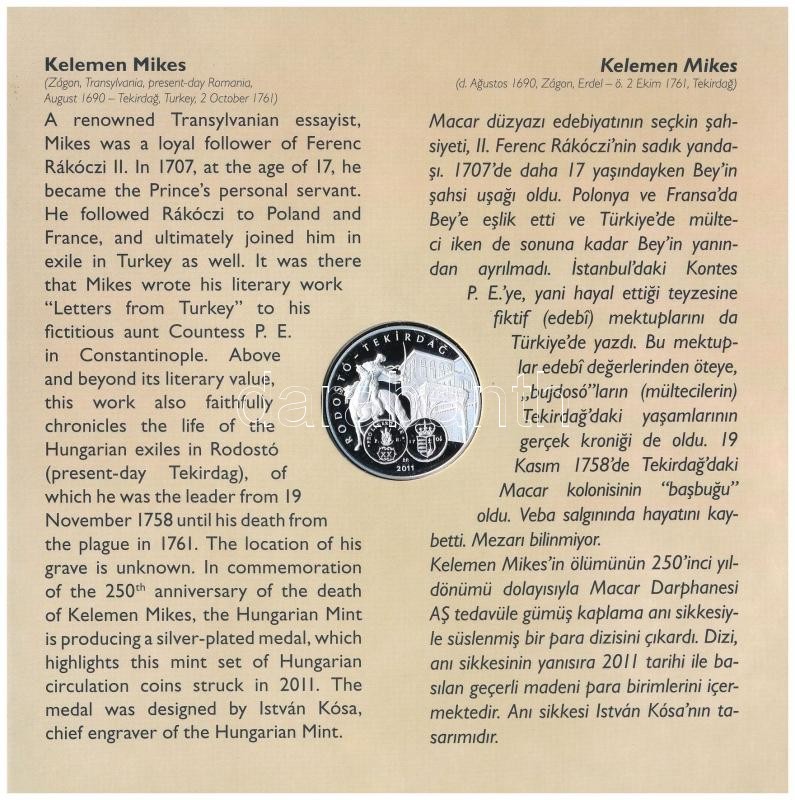 Kelemen Mikes
(Zágon, Transylvania, present-day Romania,
August 1690 – Tekirdağ, Turkey, 2 October 1761)
A renowned Transylvanian essayist,
Mikes was a loyal follower of Ferenc
Rákóczi II. In 1707, at the age of 17, he
became the Prince's personal servant.
He followed Rákóczi to Poland and
France, and ultimately joined him in
exile in Turkey as well. It was there
that Mikes wrote his literary work
“Letters from Turkey” to his
fictitious aunt Countess P. E.
in Constantinople. Above
and beyond its literary value,
this work also faithfully
chronicles the life of the
Hungarian exiles in Rodostó
(present-day Tekirdag), of
which he was the leader from 19
November 1758 until his death from
the plague in 1761. The location of his
grave is unknown. In commemoration
of the 250th anniversary of the death
of Kelemen Mikes, the Hungarian Mint
is producing a silver-plated medal, which
highlights this mint set of Hungarian
circulation coins struck in 2011. The
medal was designed by István Kósa,
chief engraver of the Hungarian Mint.
Kelemen Mikes
(d. Ağustos 1690, Zágon, Erdel – ö. 2 Ekim 1761, Tekirdağ)
Macar düzyazı edebiyatının seçkin şah-
siyeti, II. Ferenc Rákóczi'nin sadık yanda-
şı. 1707'de daha 17 yaşındayken Bey'in
şahsi uşağı oldu. Polonya ve Fransa'da
Bey'e eşlik etti ve Türkiye'de mülte-
ci iken de sonuna kadar Bey'in yanın-
dan ayrılmadı. İstanbul'daki Kontes
P. E.'ye, yani hayal ettiği teyzesine
fiktif (edebî) mektuplarını da
Türkiye'de yazdı. Bu mektup-
lar edebî değerlerinden öteye,
„bujdosó”ların (mültecilerin)
Tekirdağ'daki yaşamlarının
gerçek kroniği de oldu. 19
Kasım 1758'de Tekirdağ'daki
Macar kolonisinin “başbuğu”
oldu. Veba salgınında hayatını kay-
betti. Mezarı bilinmiyor.
Kelemen Mikes'in ölümünün 250'inci yıl-
dönümü dolayısıyla Macar Darphanesi
AŞ tedavüle gümüş kaplama anı sikkesiy-
le süslenmiş bir para dizisini çıkardı. Dizi,
anı sikkesinin yanısıra 2011 tarihi ile ba-
sılan geçerli madeni para birimlerini içer-
mektedir. Anı sikkesi István Kósa'nın ta-
sarımıdır.
RODOSTÓ - TEKİRDAĞ
XX
2011